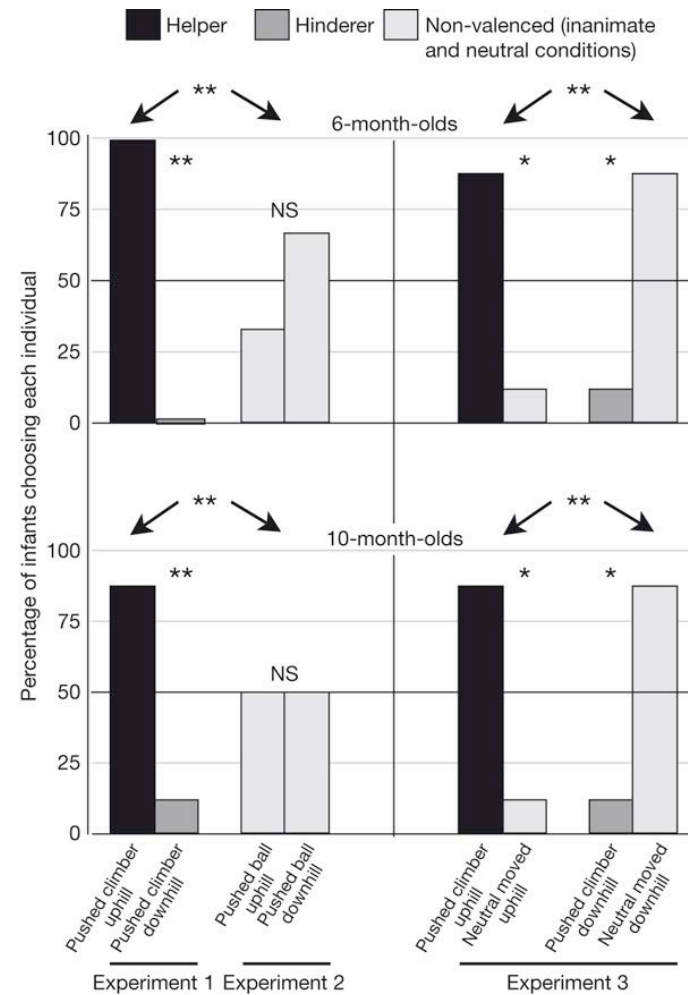 Helper
Hinderer
Non-valenced (inanimate
and neutral conditions)
**
**
6-month-olds
Percentage of infants choosing each individual
100
75
50
25
0
**
NS
*
*
**
**
10-month-olds
100
75
50
25
0
**
NS
*
*
Pushed climber
uphill
Pushed climber
downhill
Pushed ball
uphill
Pushed ball
downhill
Pushed climber
uphill
Neutral moved
uphill
Pushed climber
downhill
Neutral moved
downhill
Experiment 1
Experiment 2
Experiment 3